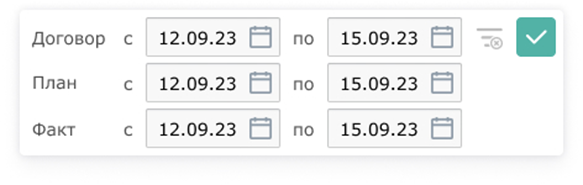 Договор с 12.09.23 по 15.09.23
План с 12.09.23 по 15.09.23
Факт с 12.09.23 по 15.09.23